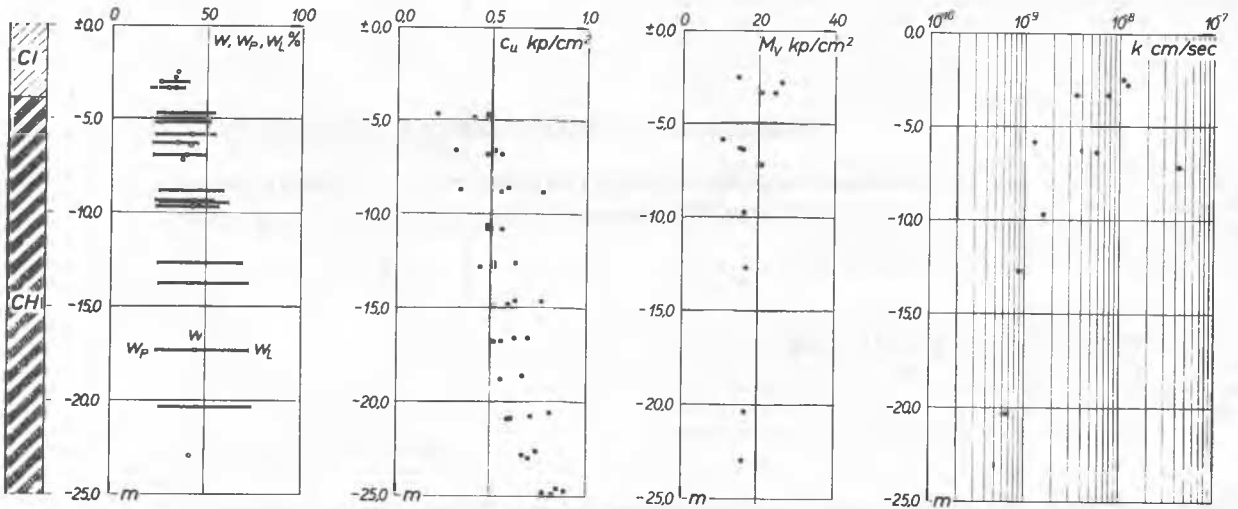 CI
CH
0 50 100
±0,0
W, WP, WL %
-5,0
-10,0
-15,0
W
WP WL
-20,0
-25,0 m
0,0 0,5 1,0
±0,0
cu kp/cm²
-5,0
-10,0
-15,0
-20,0
-25,0 m
0 20 40
±0,0
Mv kp/cm²
-5,0
-10,0
-15,0
-20,0
-25,0 m
10⁻¹⁰ 10⁻⁹ 10⁻⁸ 10⁻⁷
0,0
k cm/sec
-5,0
-10,0
-15,0
-20,0
-25,0 m